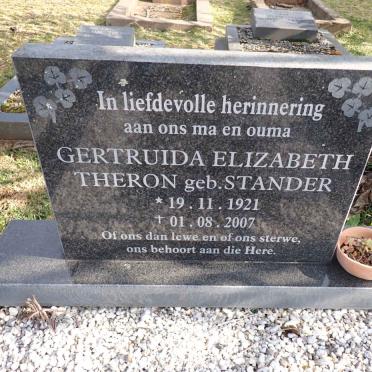 In liefdevolle herinnering
aan ons ma en ouma
GERTRUIDA ELIZABETH
THERON geb. STANDER
* 19 . 11 . 1921
† 01 . 08 . 2007
Of ons dan lewe en of ons sterwe,
ons behoort aan die Here.